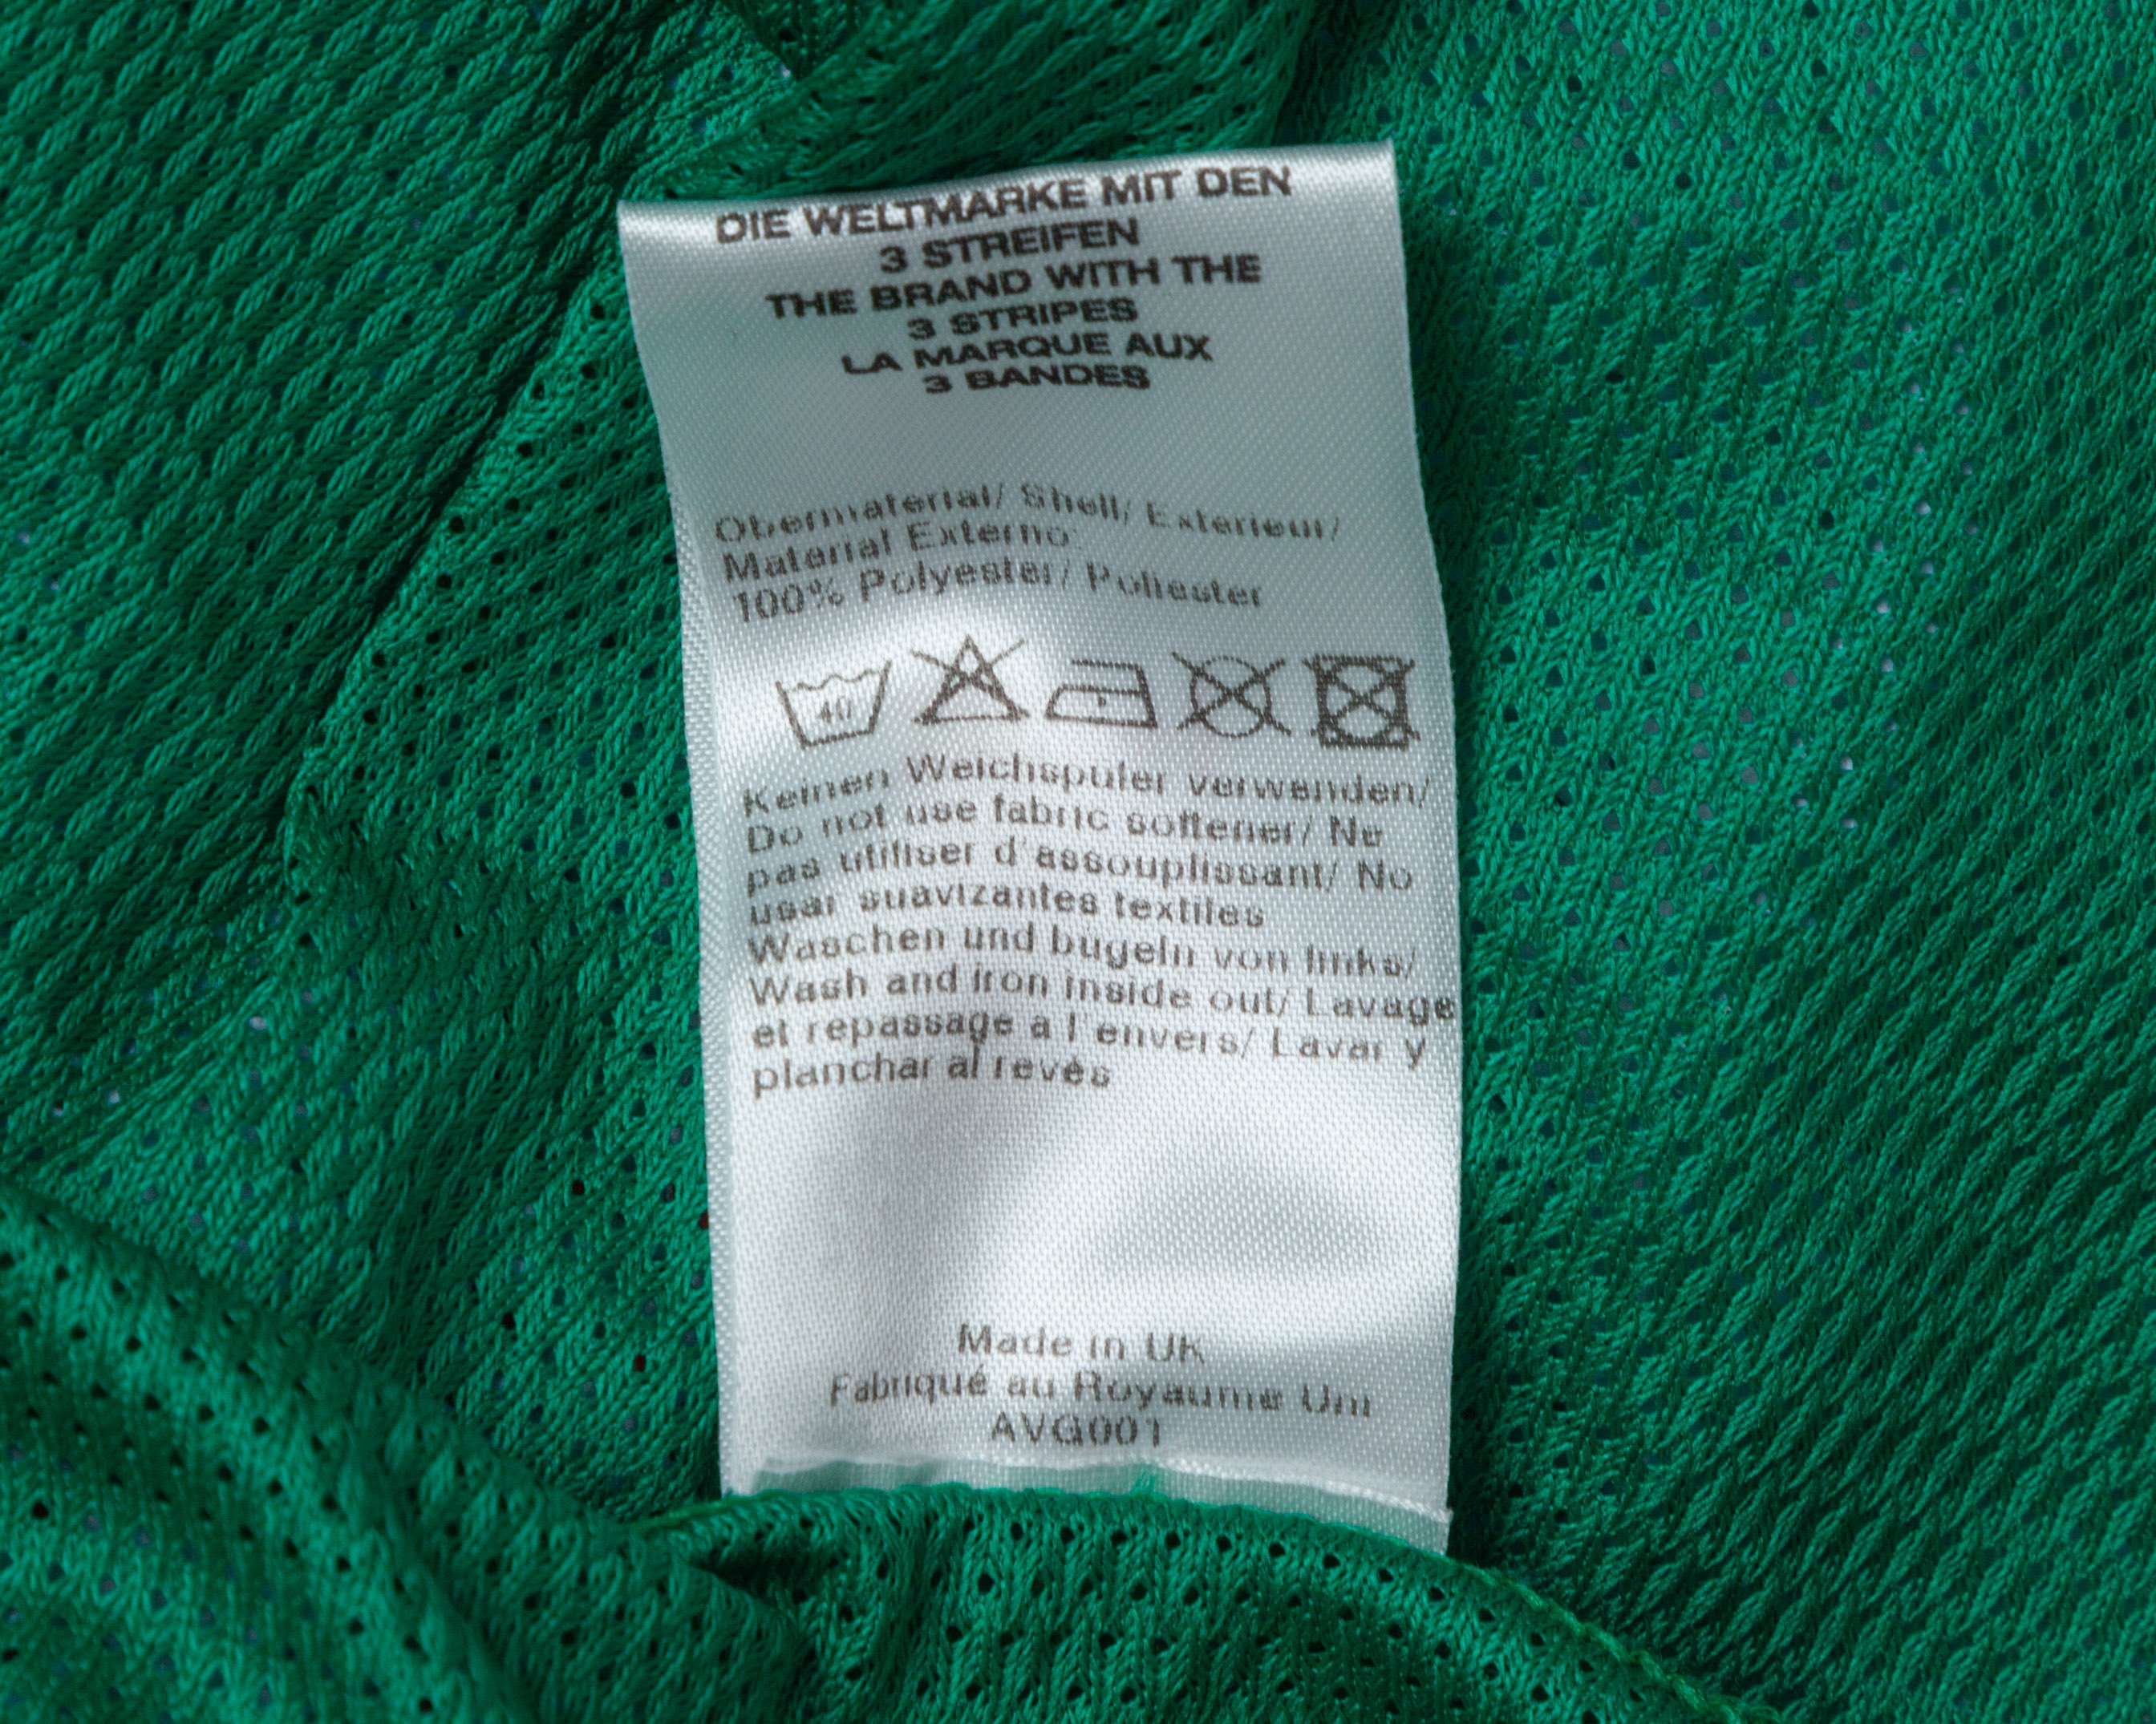 DIE WELTMARKE MIT DEN
3 STREIFEN
THE BRAND WITH THE
3 STRIPES
LA MARQUE AUX
3 BANDES
Obermaterial/ Shell/ Exterieur/
Material Externo:
100% Polyester/ Poliester
40
Keinen Weichspuler verwenden/
Do not use fabric softener/ Ne
pas utiliser d'assouplissant/ No
usar suavizantes textiles
Waschen und bugeln von links/
Wash and iron inside out/ Lavage
et repassage a l'envers/ Lavar y
planchar al revès
Made in UK
Fabriqué au Royaume Uni
AVG001